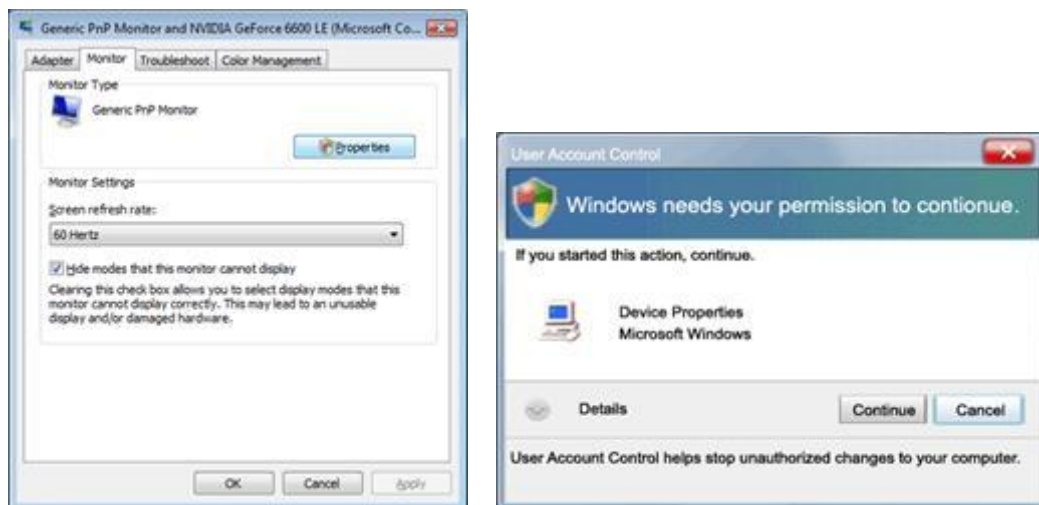 Generic PnP Monitor and NVIDIA GeForce 6600 LE (Microsoft Co...
Adapter Monitor Troubleshoot Color Management
Monitor Type
Generic PnP Monitor
Properties
Monitor Settings
Screen refresh rate:
60 Hertz
Hide modes that this monitor cannot display
Clearing this check box allows you to select display modes that this
monitor cannot display correctly. This may lead to an unusable
display and/or damaged hardware.
OK Cancel Apply
User Account Control
Windows needs your permission to contionue.
If you started this action, continue.
Device Properties
Microsoft Windows
Details Continue Cancel
User Account Control helps stop unauthorized changes to your computer.